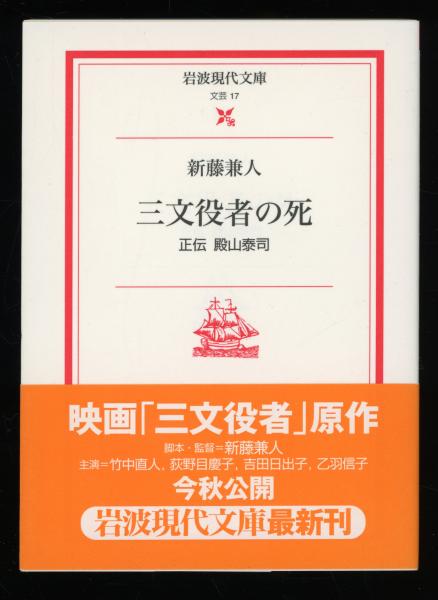 岩波現代文庫
文芸 17
新藤兼人
三文役者の死
正伝 殿山泰司
映画「三文役者」原作
脚本・監督＝新藤兼人
主演＝竹中直人，荻野目慶子，吉田日出子，乙羽信子
今秋公開
岩波現代文庫最新刊